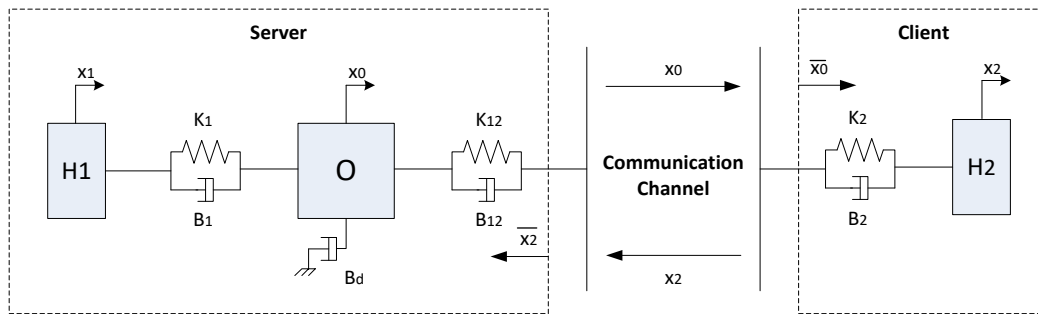 Server
Client
x1
x0
x0
x̄0
x2
K1
K12
K2
H1
O
Communication
Channel
H2
B1
B12
B2
x̄2
Bd
x2